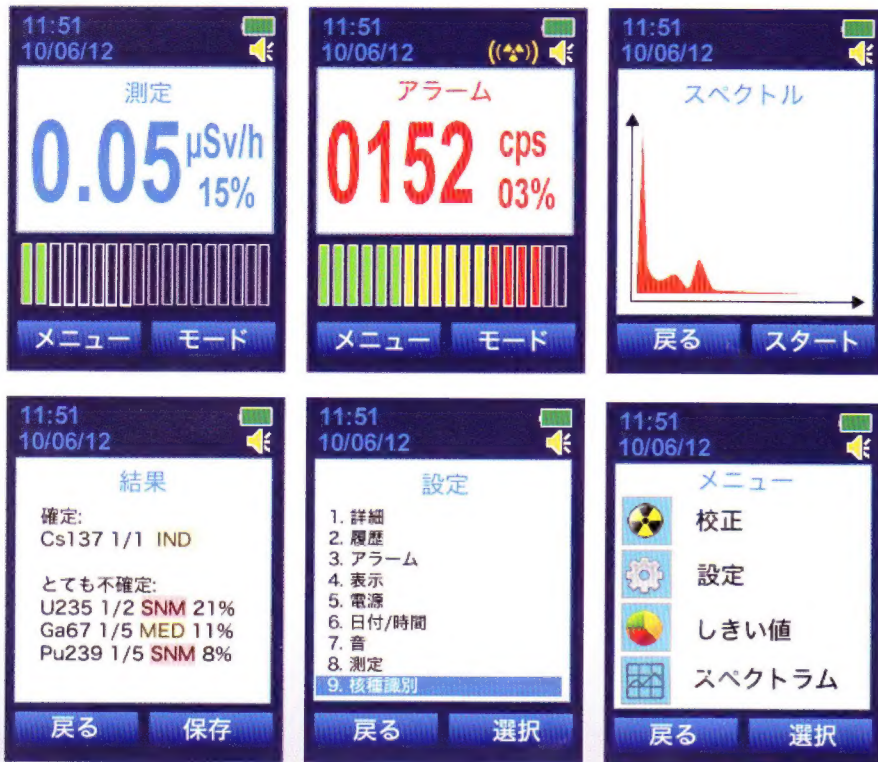 11:51
10/06/12
測定
0.05 μSv/h
15%
メニュー モード
11:51
10/06/12
アラーム
0152 cps
03%
メニュー モード
11:51
10/06/12
スペクトル
戻る スタート
11:51
10/06/12
結果
確定:
Cs137 1/1 IND
とても不確定:
U235 1/2 SNM 21%
Ga67 1/5 MED 11%
Pu239 1/5 SNM 8%
戻る 保存
11:51
10/06/12
設定
1. 詳細
2. 履歴
3. アラーム
4. 表示
5. 電源
6. 日付/時間
7. 音
8. 測定
9. 核種識別
戻る 選択
11:51
10/06/12
メニュー
校正
設定
しきい値
スペクトラム
戻る 選択